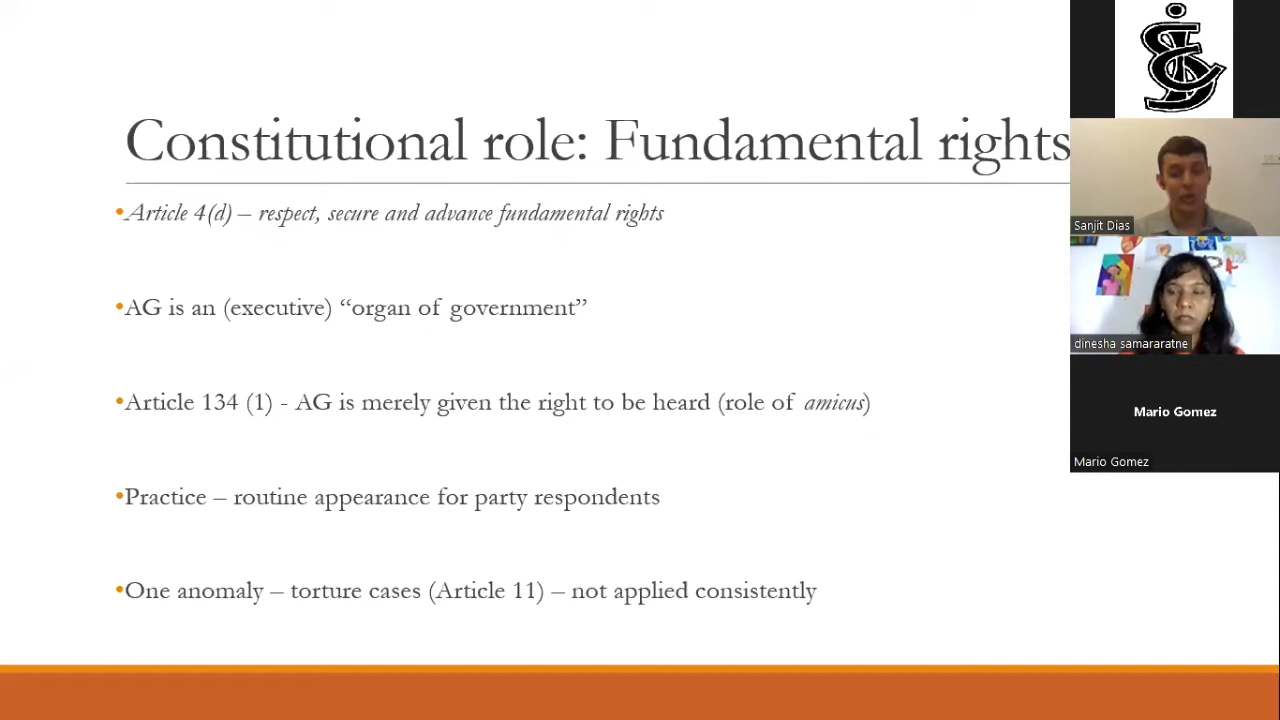 Constitutional role: Fundamental rights
•Article 4(d) – respect, secure and advance fundamental rights
•AG is an (executive) “organ of government”
•Article 134 (1) - AG is merely given the right to be heard (role of amicus)
•Practice – routine appearance for party respondents
•One anomaly – torture cases (Article 11) – not applied consistently
Sanjit Dias
dinesha samararatne
Mario Gomez
Mario Gomez